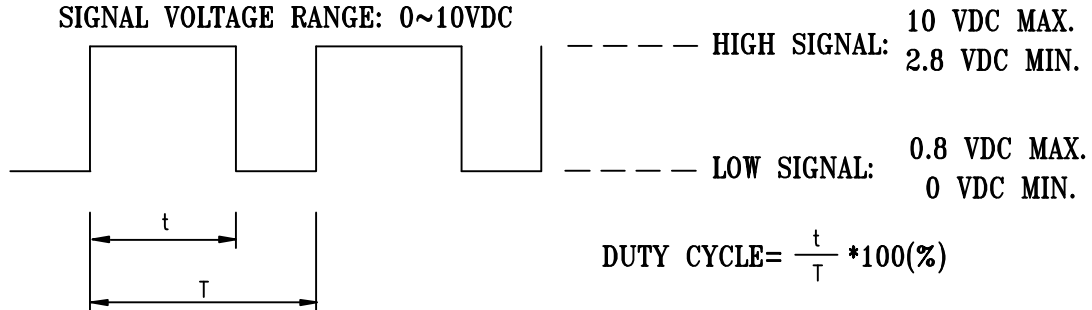 SIGNAL VOLTAGE RANGE: 0~10VDC
HIGH SIGNAL: 10 VDC MAX.
2.8 VDC MIN.
LOW SIGNAL: 0.8 VDC MAX.
0 VDC MIN.
t
T
DUTY CYCLE= t/T *100(%)